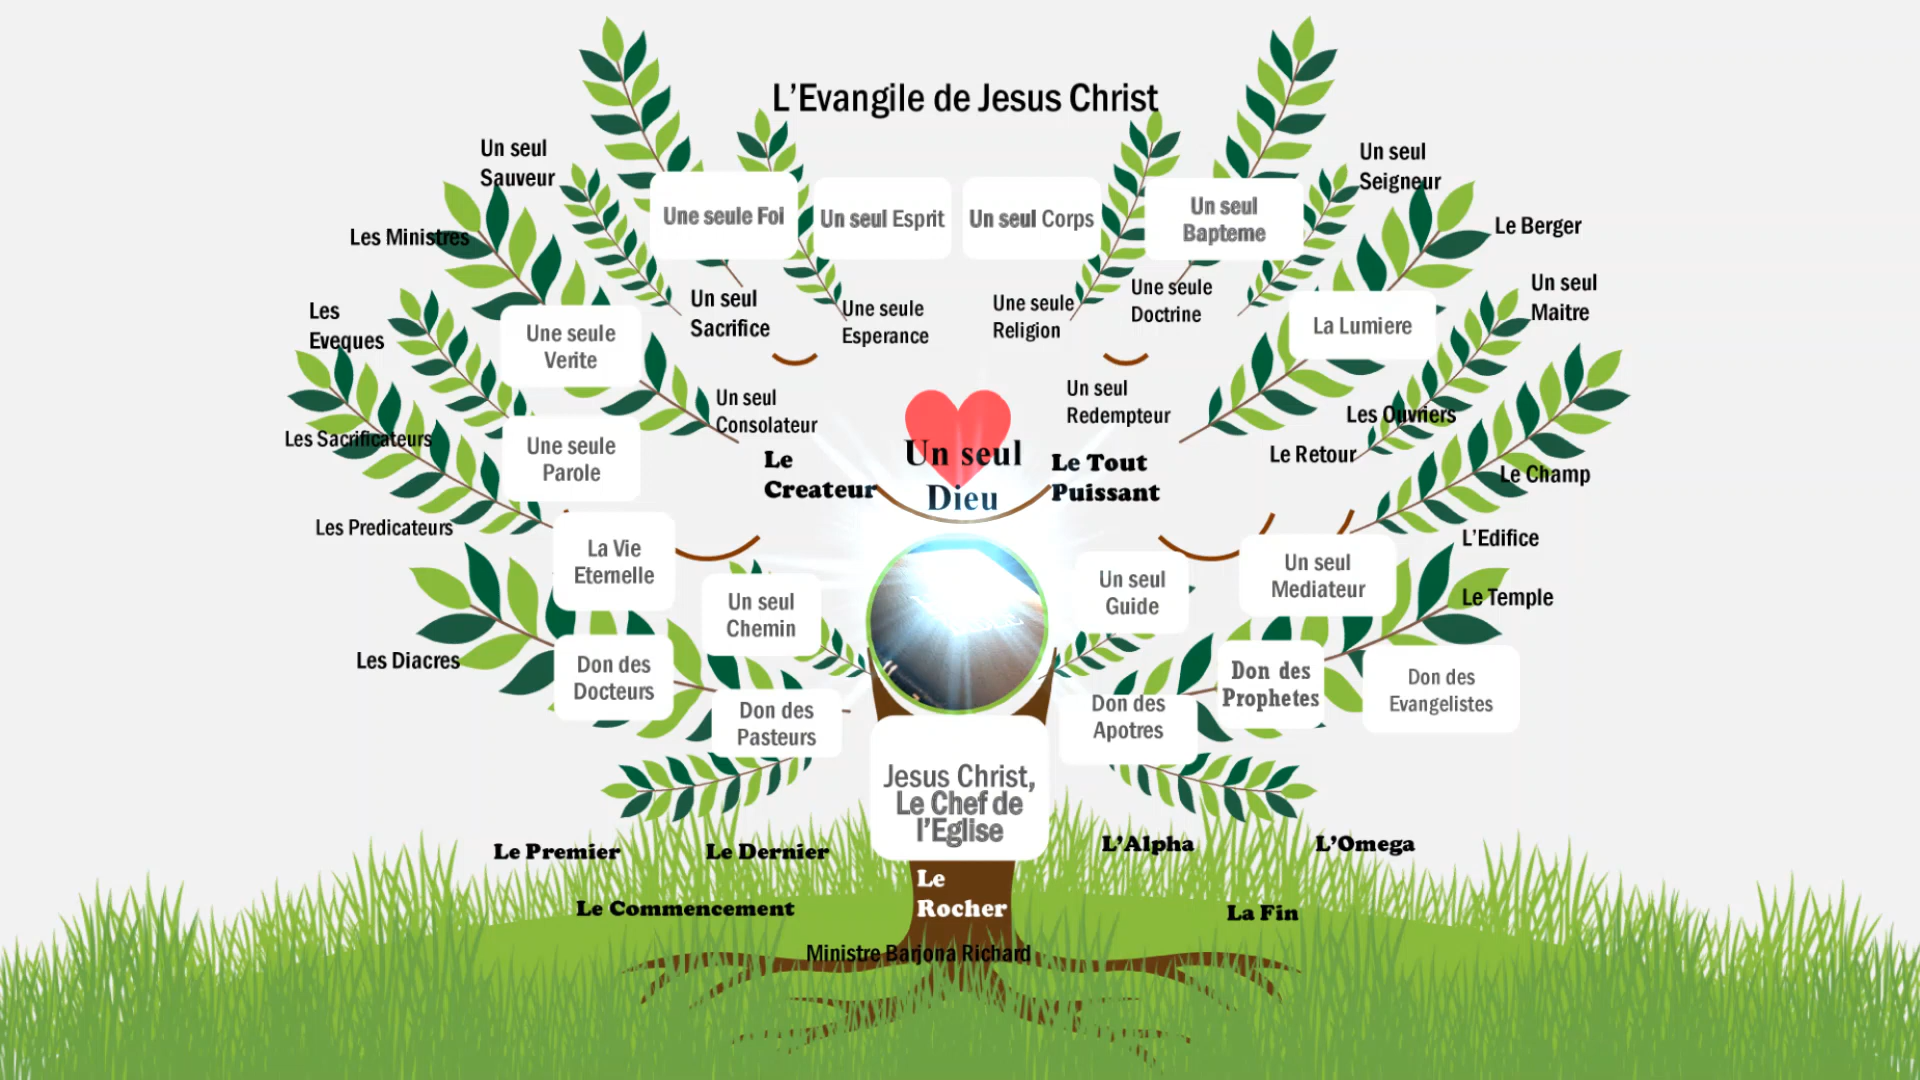 L’Evangile de Jesus Christ
Un seul
Sauveur
Un seul
Seigneur
Une seule Foi
Un seul Esprit
Un seul Corps
Un seul
Bapteme
Les Ministres
Le Berger
Les
Eveques
Un seul
Sacrifice
Une seule
Esperance
Une seule
Religion
Une seule
Doctrine
Un seul
Maitre
Une seule
Verite
La Lumiere
Un seul
Consolateur
Un seul
Redempteur
Les Ouvriers
Les Sacrificateurs
Une seule
Parole
Le
Createur
Un seul
Dieu
Le Tout
Puissant
Le Retour
Le Champ
Les Predicateurs
L’Edifice
La Vie
Eternelle
Un seul
Chemin
Un seul
Guide
Un seul
Mediateur
Le Temple
Les Diacres
Don des
Docteurs
Don des
Pasteurs
Don des
Apotres
Don des
Prophetes
Don des
Evangelistes
Jesus Christ,
Le Chef de
l’Eglise
Le Premier
Le Dernier
L’Alpha
L’Omega
Le
Rocher
Le Commencement
La Fin
Ministre Barjona Richard